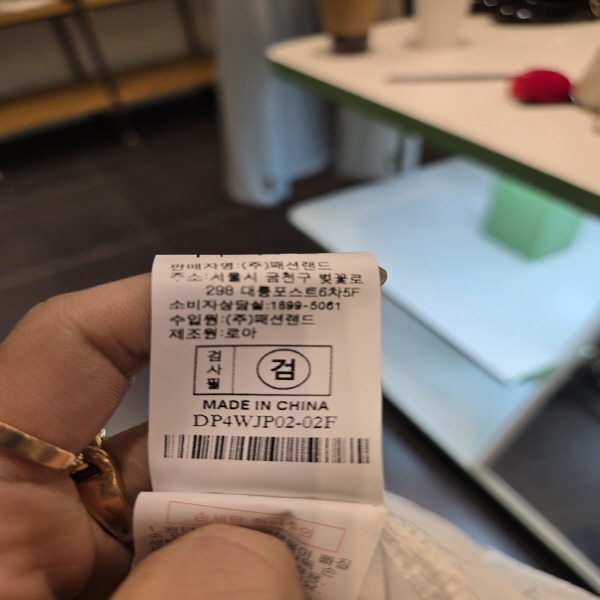 판매자명:(주)패션랜드
주소:서울시 금천구 벚꽃로
298 대륭포스트6차5F
소비자상담실:1899-5061
수입원:(주)패션랜드
제조원:로아
검사필 검
MADE IN CHINA
DP4WJP02-02F